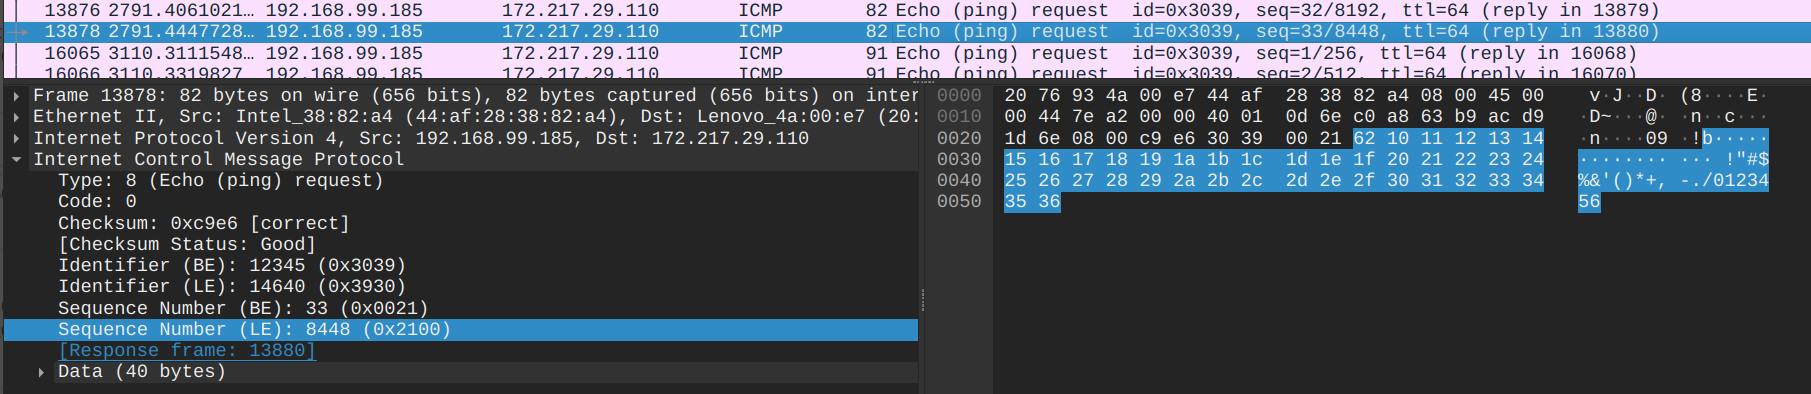 13876 2791.4061021… 192.168.99.185 172.217.29.110 ICMP 82 Echo (ping) request id=0x3039, seq=32/8192, ttl=64 (reply in 13879)
13878 2791.4447728… 192.168.99.185 172.217.29.110 ICMP 82 Echo (ping) request id=0x3039, seq=33/8448, ttl=64 (reply in 13880)
16065 3110.3111548… 192.168.99.185 172.217.29.110 ICMP 91 Echo (ping) request id=0x3039, seq=1/256, ttl=64 (reply in 16068)
16066 3110.3319827 192.168.99.185 172.217.29.110 ICMP 91 Echo (ping) request id=0x3039, seq=2/512, ttl=64 (reply in 16070)
Frame 13878: 82 bytes on wire (656 bits), 82 bytes captured (656 bits) on inter
Ethernet II, Src: Intel_38:82:a4 (44:af:28:38:82:a4), Dst: Lenovo_4a:00:e7 (20:
Internet Protocol Version 4, Src: 192.168.99.185, Dst: 172.217.29.110
Internet Control Message Protocol
Type: 8 (Echo (ping) request)
Code: 0
Checksum: 0xc9e6 [correct]
[Checksum Status: Good]
Identifier (BE): 12345 (0x3039)
Identifier (LE): 14640 (0x3930)
Sequence Number (BE): 33 (0x0021)
Sequence Number (LE): 8448 (0x2100)
[Response frame: 13880]
Data (40 bytes)
0000 20 76 93 4a 00 e7 44 af 28 38 82 a4 08 00 45 00 v·J··D· (8····E·
0010 00 44 7e a2 00 00 40 01 0d 6e c0 a8 63 b9 ac d9 ·D~···@· ·n··c···
0020 1d 6e 08 00 c9 e6 30 39 00 21 62 10 11 12 13 14 ·n····09 ·!b·····
0030 15 16 17 18 19 1a 1b 1c 1d 1e 1f 20 21 22 23 24 ········ ··· !"#$
0040 25 26 27 28 29 2a 2b 2c 2d 2e 2f 30 31 32 33 34 %&'()*+, -./01234
0050 35 36 56